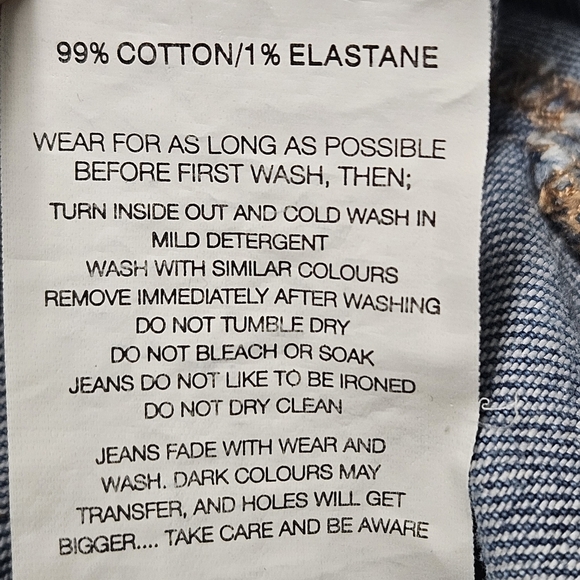 99% COTTON/1% ELASTANE
WEAR FOR AS LONG AS POSSIBLE
BEFORE FIRST WASH, THEN;
TURN INSIDE OUT AND COLD WASH IN
MILD DETERGENT
WASH WITH SIMILAR COLOURS
REMOVE IMMEDIATELY AFTER WASHING
DO NOT TUMBLE DRY
DO NOT BLEACH OR SOAK
JEANS DO NOT LIKE TO BE IRONED
DO NOT DRY CLEAN
JEANS FADE WITH WEAR AND
WASH. DARK COLOURS MAY
TRANSFER, AND HOLES WILL GET
BIGGER.... TAKE CARE AND BE AWARE